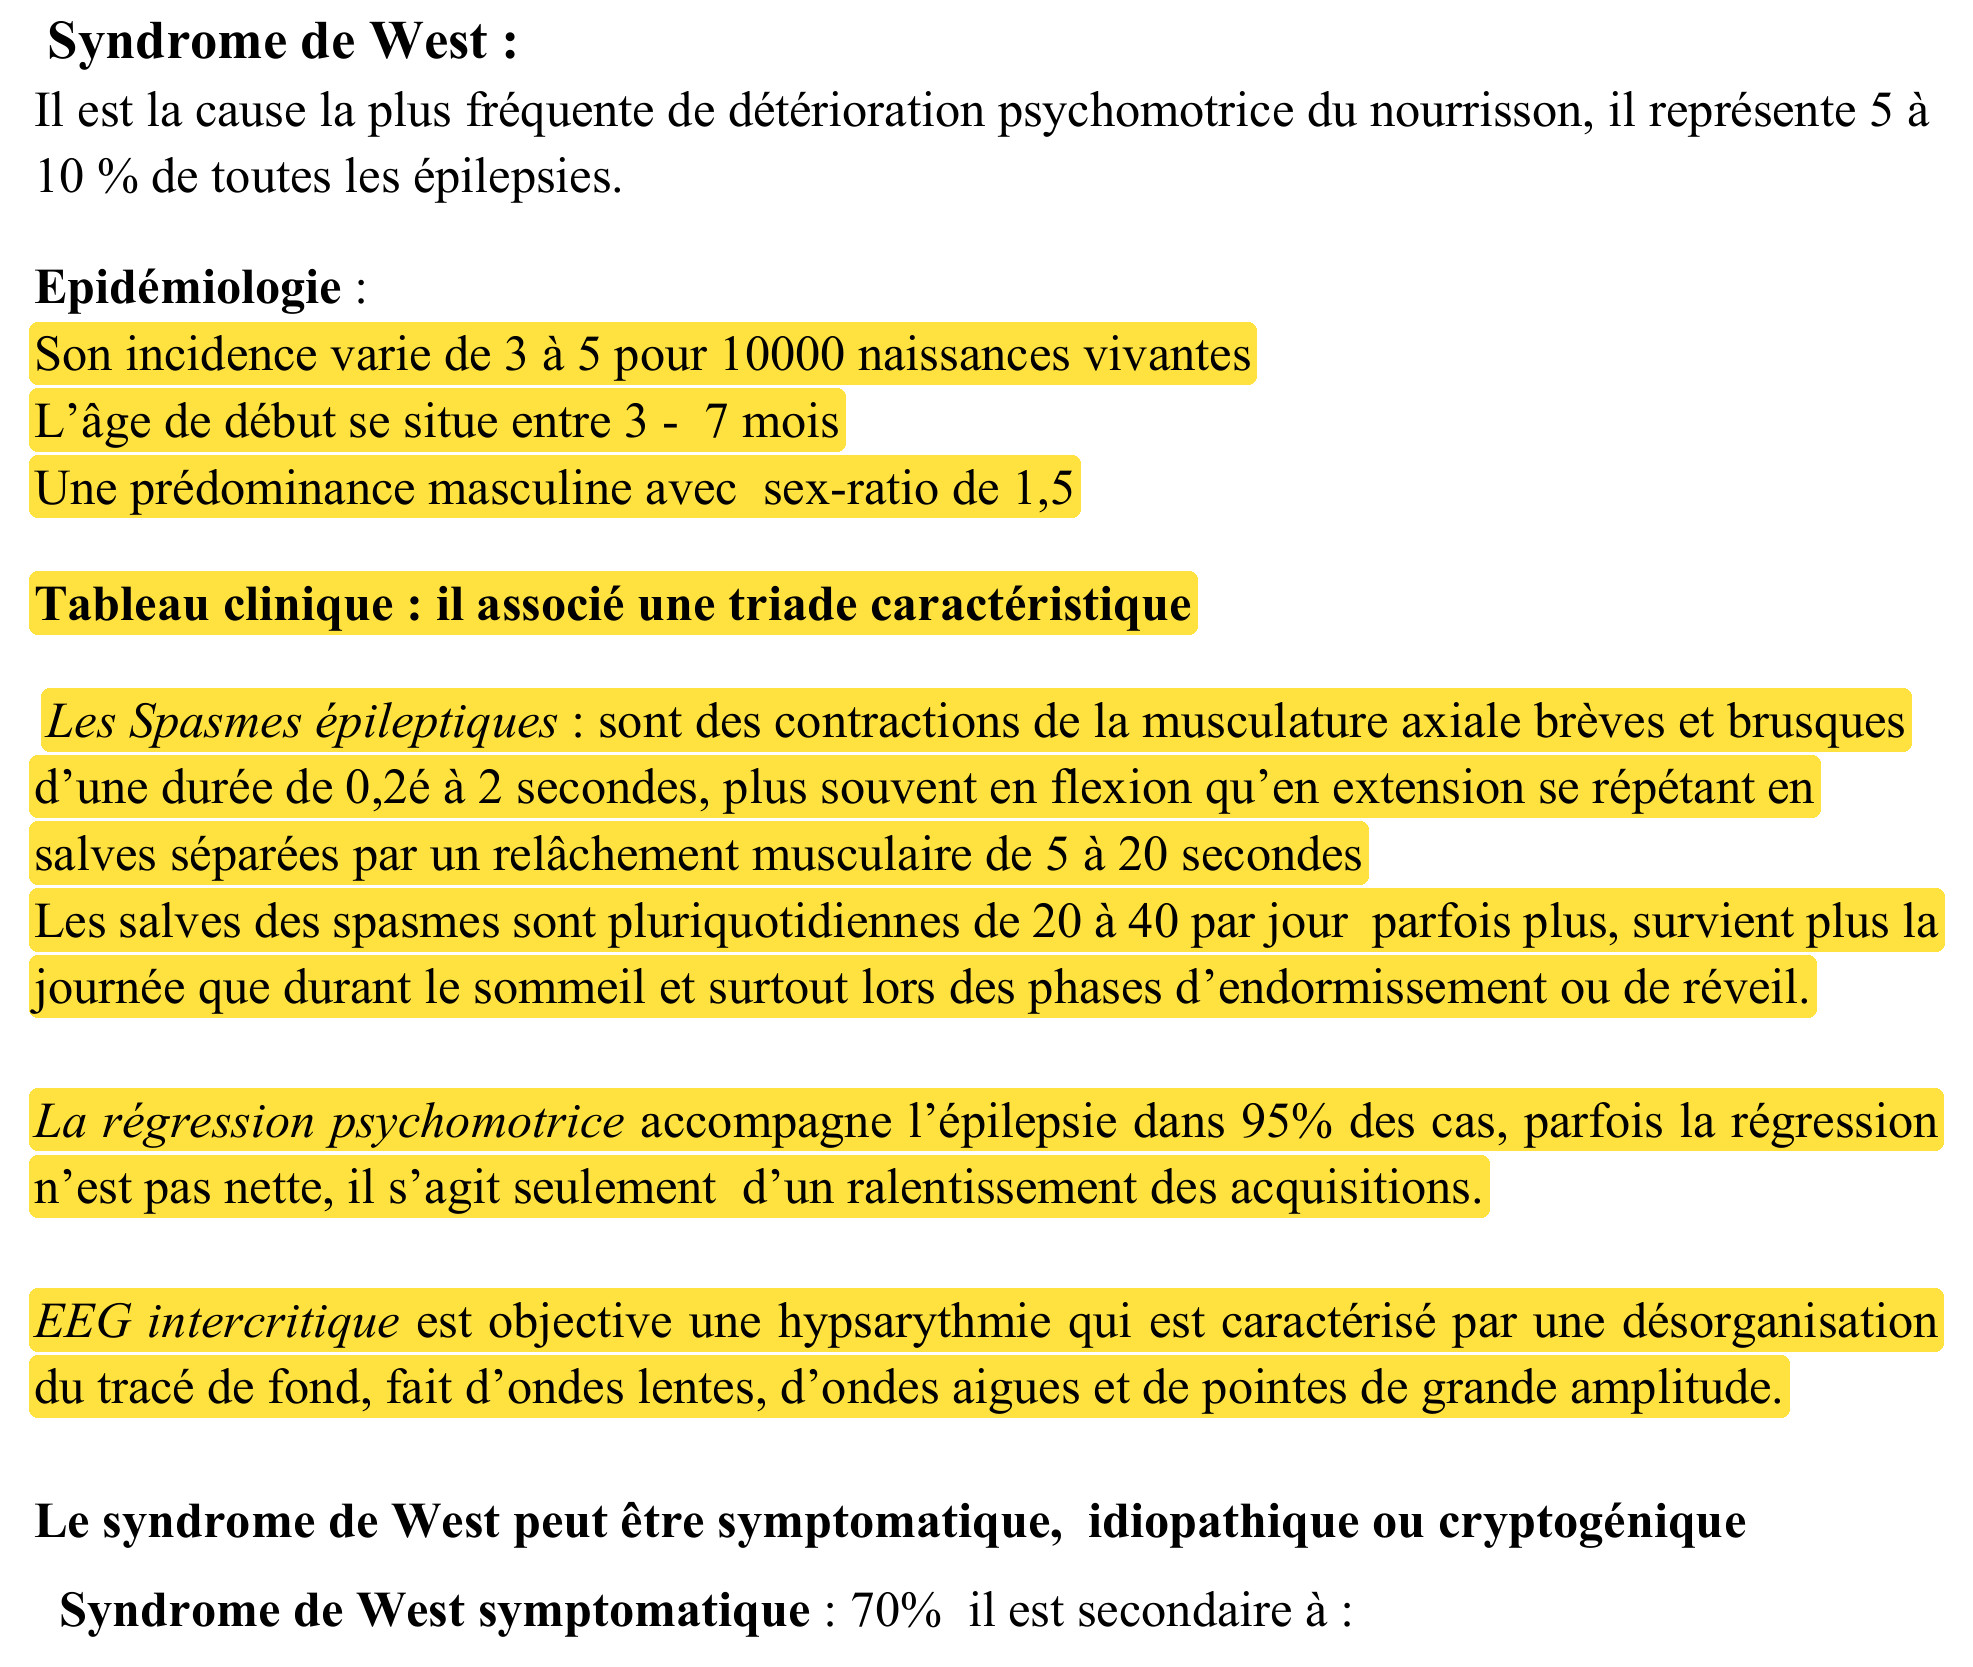 Syndrome de West :
Il est la cause la plus fréquente de détérioration psychomotrice du nourrisson, il représente 5 à
10 % de toutes les épilepsies.
Epidémiologie :
Son incidence varie de 3 à 5 pour 10000 naissances vivantes
L’âge de début se situe entre 3 -  7 mois
Une prédominance masculine avec  sex-ratio de 1,5
Tableau clinique : il associé une triade caractéristique
Les Spasmes épileptiques : sont des contractions de la musculature axiale brèves et brusques
d’une durée de 0,2é à 2 secondes, plus souvent en flexion qu’en extension se répétant en
salves séparées par un relâchement musculaire de 5 à 20 secondes
Les salves des spasmes sont pluriquotidiennes de 20 à 40 par jour  parfois plus, survient plus la
journée que durant le sommeil et surtout lors des phases d’endormissement ou de réveil.
La régression psychomotrice accompagne l’épilepsie dans 95% des cas, parfois la régression
n’est pas nette, il s’agit seulement  d’un ralentissement des acquisitions.
EEG intercritique est objective une hypsarythmie qui est caractérisé par une désorganisation
du tracé de fond, fait d’ondes lentes, d’ondes aigues et de pointes de grande amplitude.
Le syndrome de West peut être symptomatique,  idiopathique ou cryptogénique
Syndrome de West symptomatique : 70%  il est secondaire à :